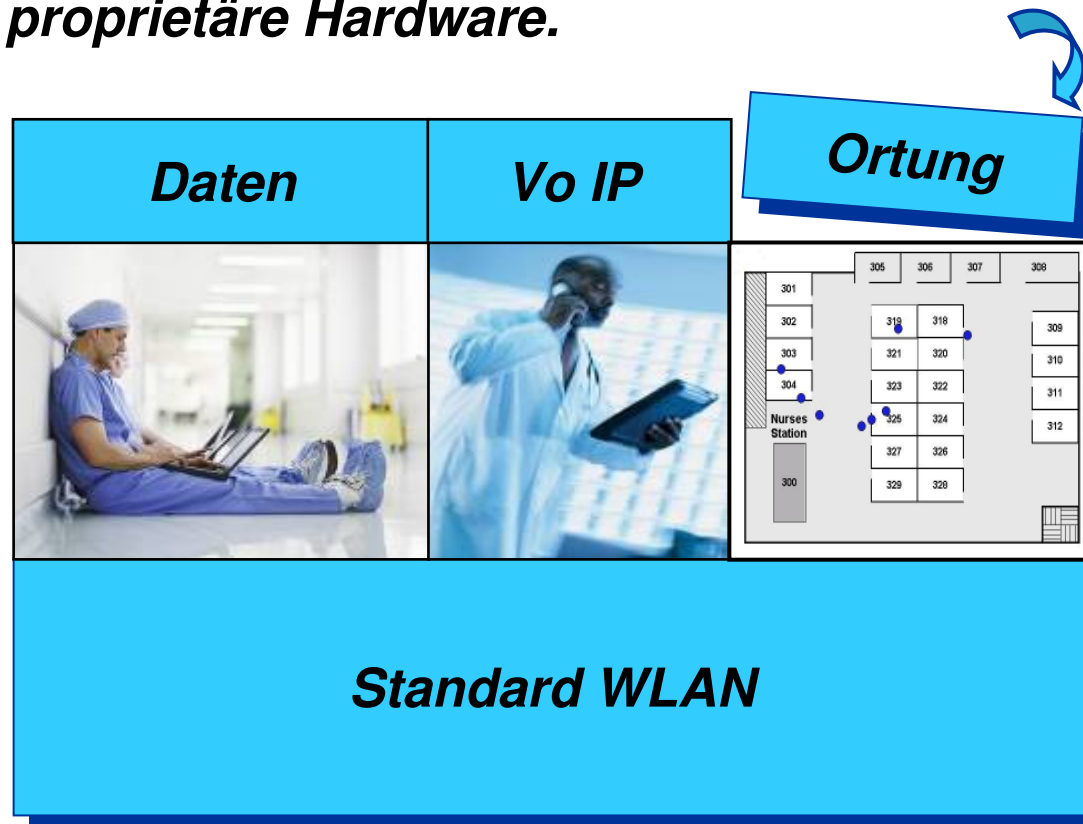 proprietäre Hardware.
Daten
Vo IP
Ortung
305 306 307 308
301
302
303
304
319 318
321 320
323 322
325 324
327 326
329 328
309
310
311
312
Nurses
Station
300
Standard WLAN